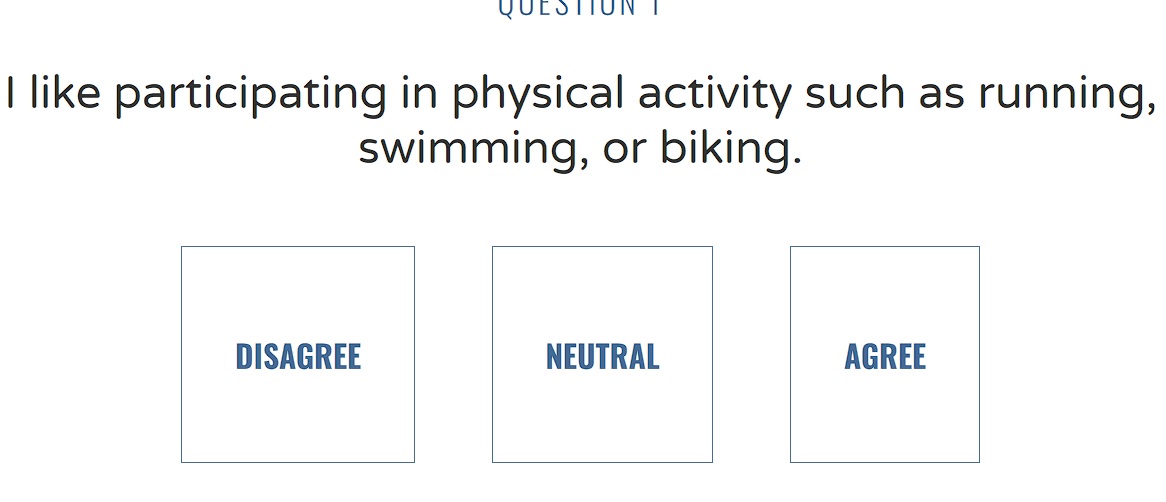 QUESTION 1
I like participating in physical activity such as running,
swimming, or biking.
DISAGREE
NEUTRAL
AGREE